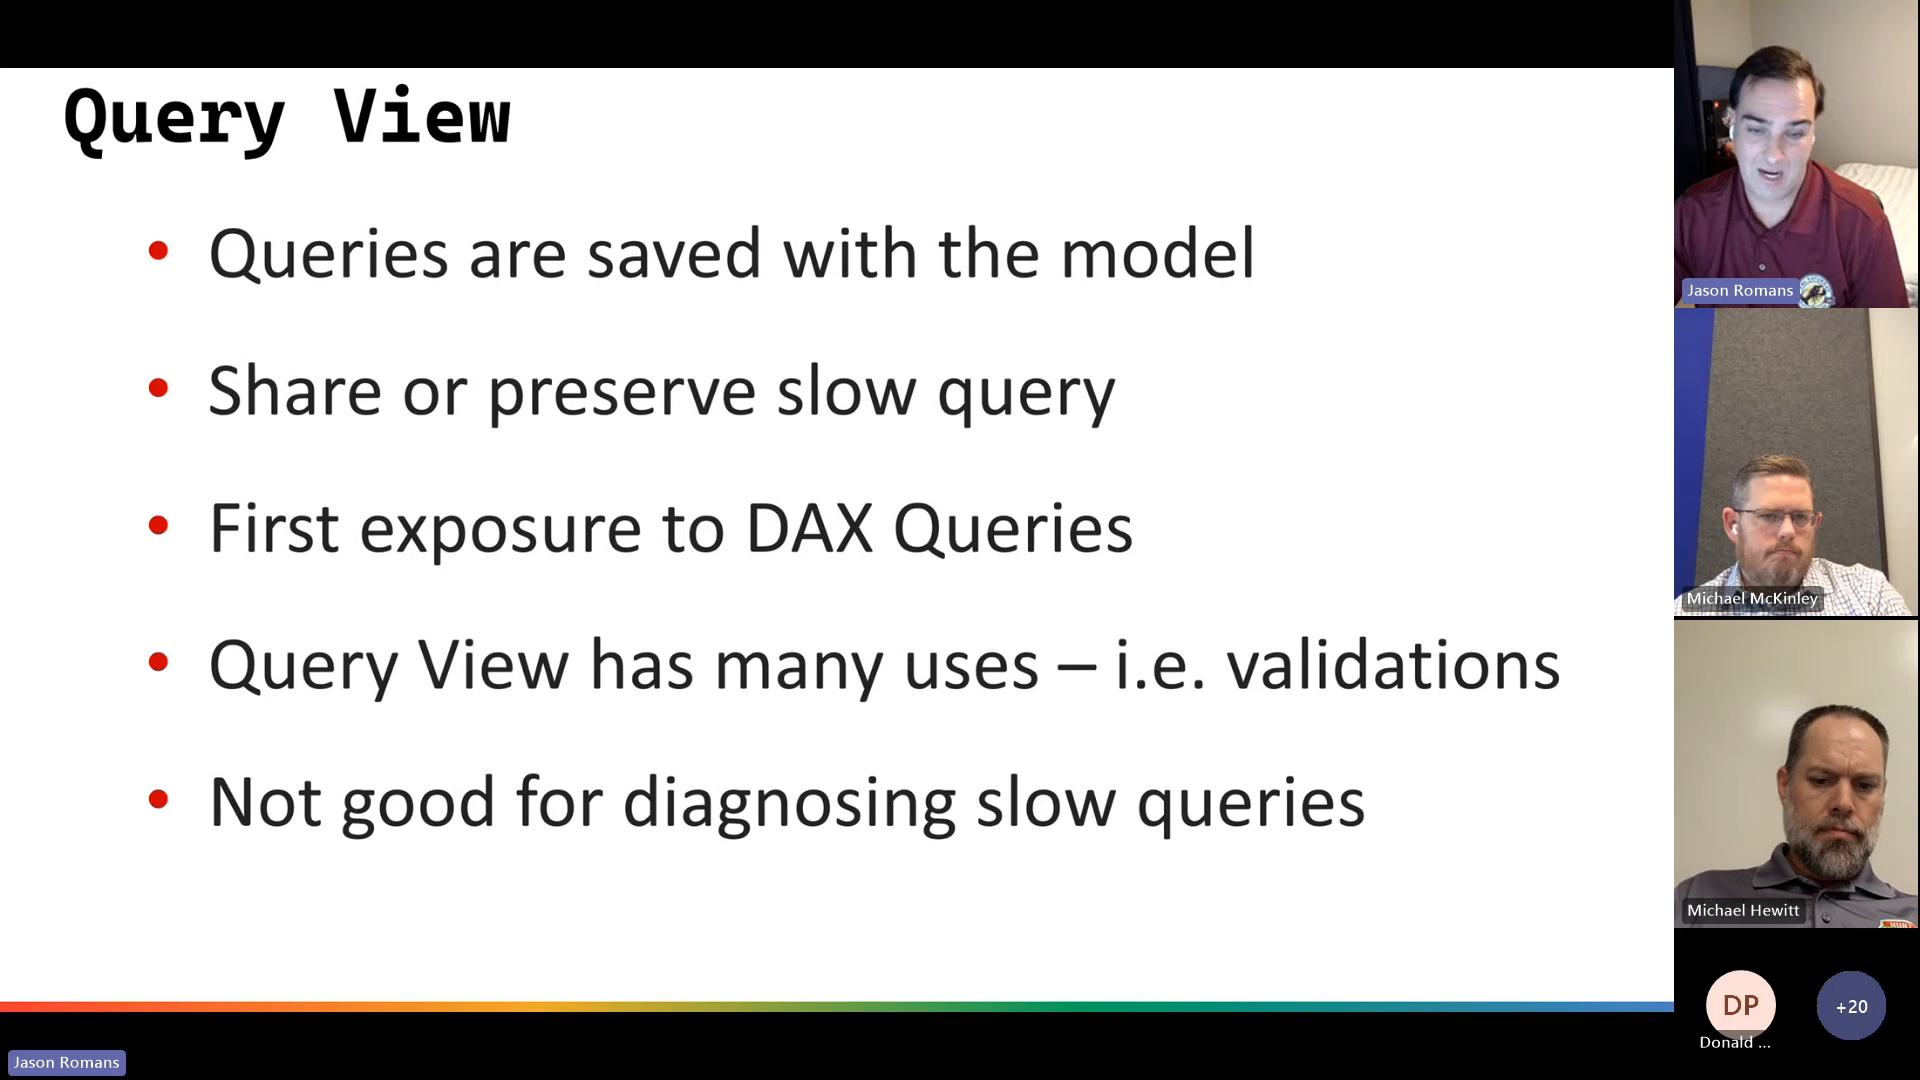 Query View
• Queries are saved with the model
• Share or preserve slow query
• First exposure to DAX Queries
• Query View has many uses – i.e. validations
• Not good for diagnosing slow queries
Jason Romans
Jason Romans
Michael McKinley
Michael Hewitt
DP
Donald ...
+20